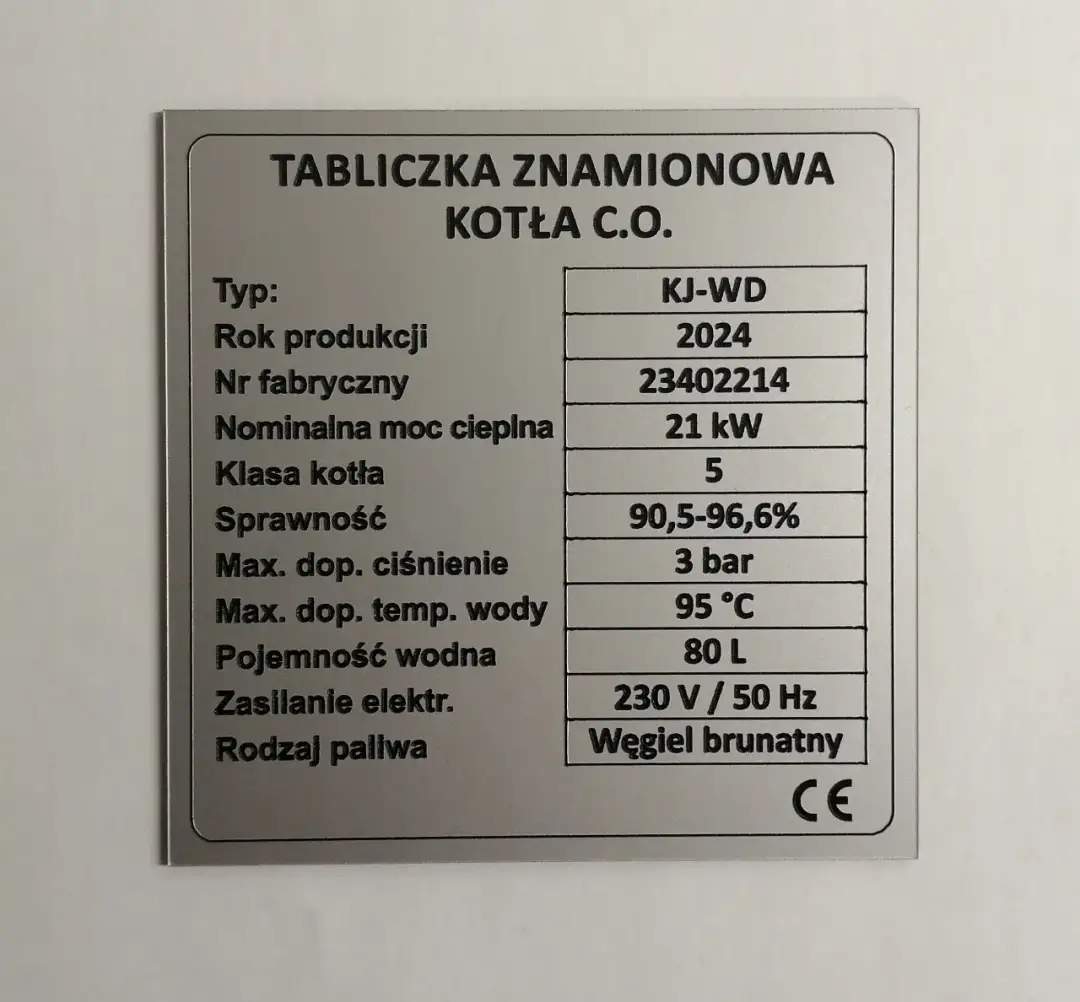 TABLICZKA ZNAMIONOWA
KOTŁA C.O.
Typ: KJ-WD
Rok produkcji 2024
Nr fabryczny 23402214
Nominalna moc cieplna 21 kW
Klasa kotła 5
Sprawność 90,5-96,6%
Max. dop. ciśnienie 3 bar
Max. dop. temp. wody 95 °C
Pojemność wodna 80 L
Zasilanie elektr. 230 V / 50 Hz
Rodzaj paliwa Węgiel brunatny
CE